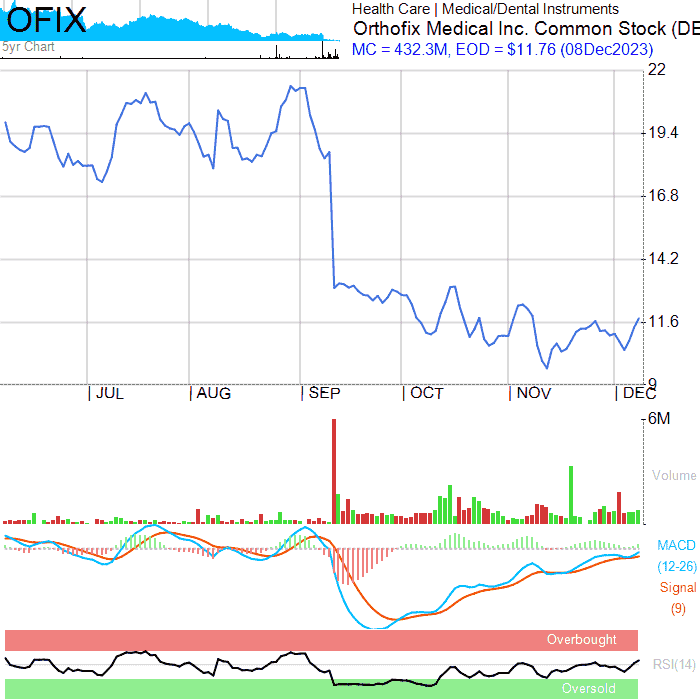 OFIX
5yr Chart
Health Care | Medical/Dental Instruments
Orthofix Medical Inc. Common Stock (DE
MC = 432.3M, EOD = $11.76 (08Dec2023)
22
19.4
16.8
14.2
11.6
9
JUL AUG SEP OCT NOV DEC
6M
Volume
MACD
(12-26)
Signal
(9)
Overbought
RSI(14)
Oversold